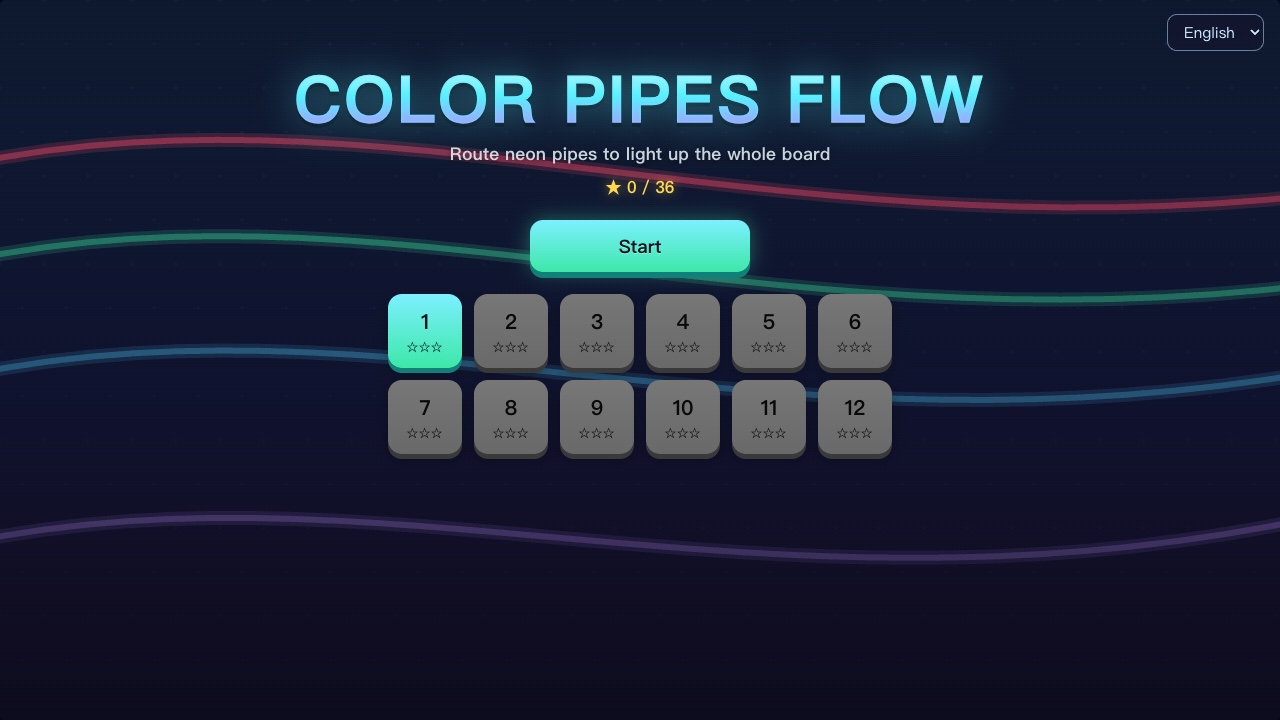 English
COLOR PIPES FLOW
Route neon pipes to light up the whole board
★ 0 / 36
Start
1 2 3 4 5 6
☆☆☆ ☆☆☆ ☆☆☆ ☆☆☆ ☆☆☆ ☆☆☆
7 8 9 10 11 12
☆☆☆ ☆☆☆ ☆☆☆ ☆☆☆ ☆☆☆ ☆☆☆